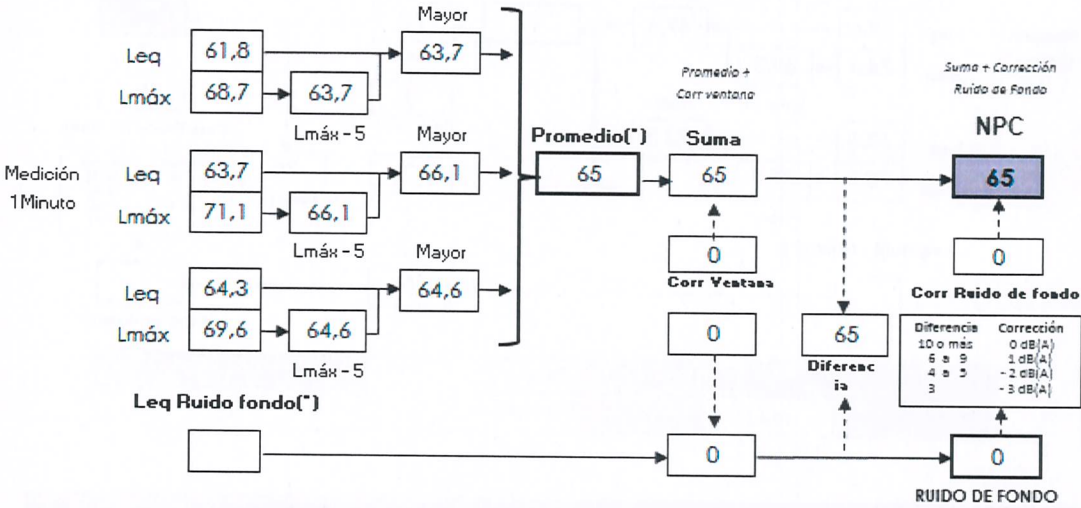 Mayor
Leq 61,8 63,7
Lmáx 68,7 63,7
Lmáx - 5
Mayor
Leq 63,7 66,1
Lmáx 71,1 66,1
Lmáx - 5
Medición
1 Minuto
Mayor
Leq 64,3 64,6
Lmáx 69,6 64,6
Lmáx - 5
Promedio(*)
65
Promedio +
Corr ventana
Suma
65
0
Corr Ventana
0
Suma + Corrección
Ruido de Fondo
NPC
65
0
Corr Ruido de fondo
65
Diferenc
ia
Diferencia Corrección
10 o más 0 dB(A)
6 a 9 1 dB(A)
4 a 5 - 2 dB(A)
3 - 3 dB(A)
Leq Ruido fondo(*)
0
0
RUIDO DE FONDO